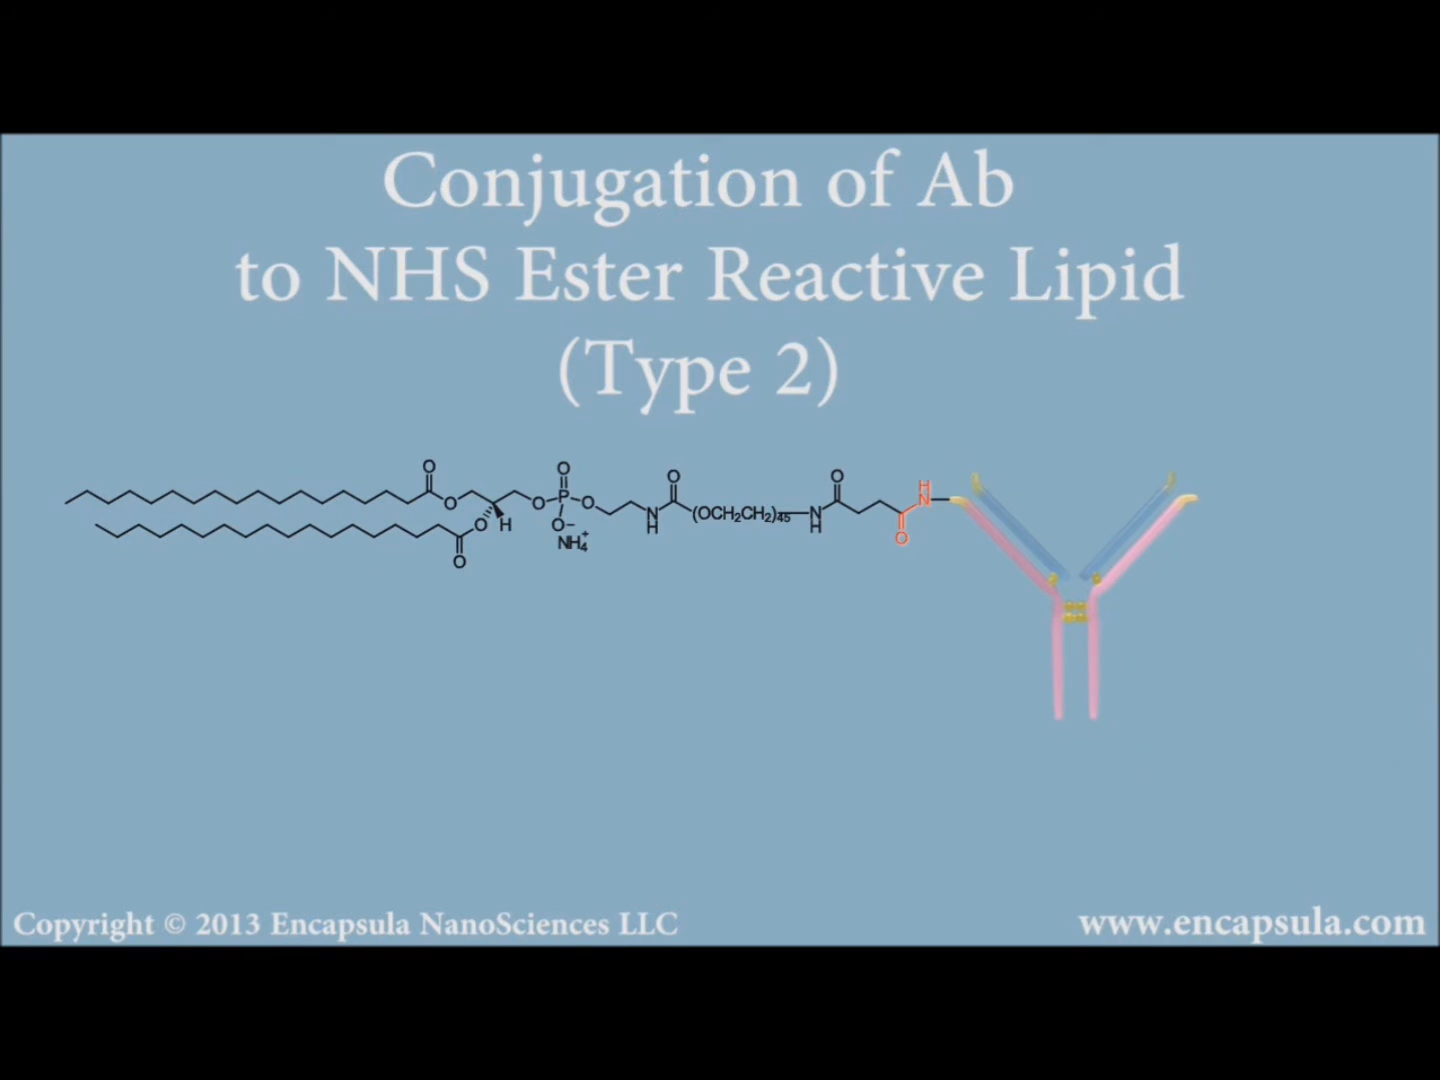 Conjugation of Ab
to NHS Ester Reactive Lipid
(Type 2)
O O O O H
O O P O N (OCH₂CH₂)₄₅ N N
O H O⁻ H H O
O NH₄⁺
Copyright © 2013 Encapsula NanoSciences LLC
www.encapsula.com